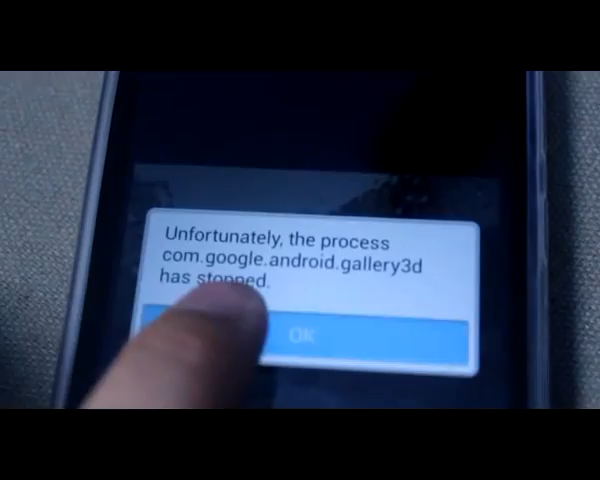 Unfortunately, the process
com.google.android.gallery3d
has stopped.
OK